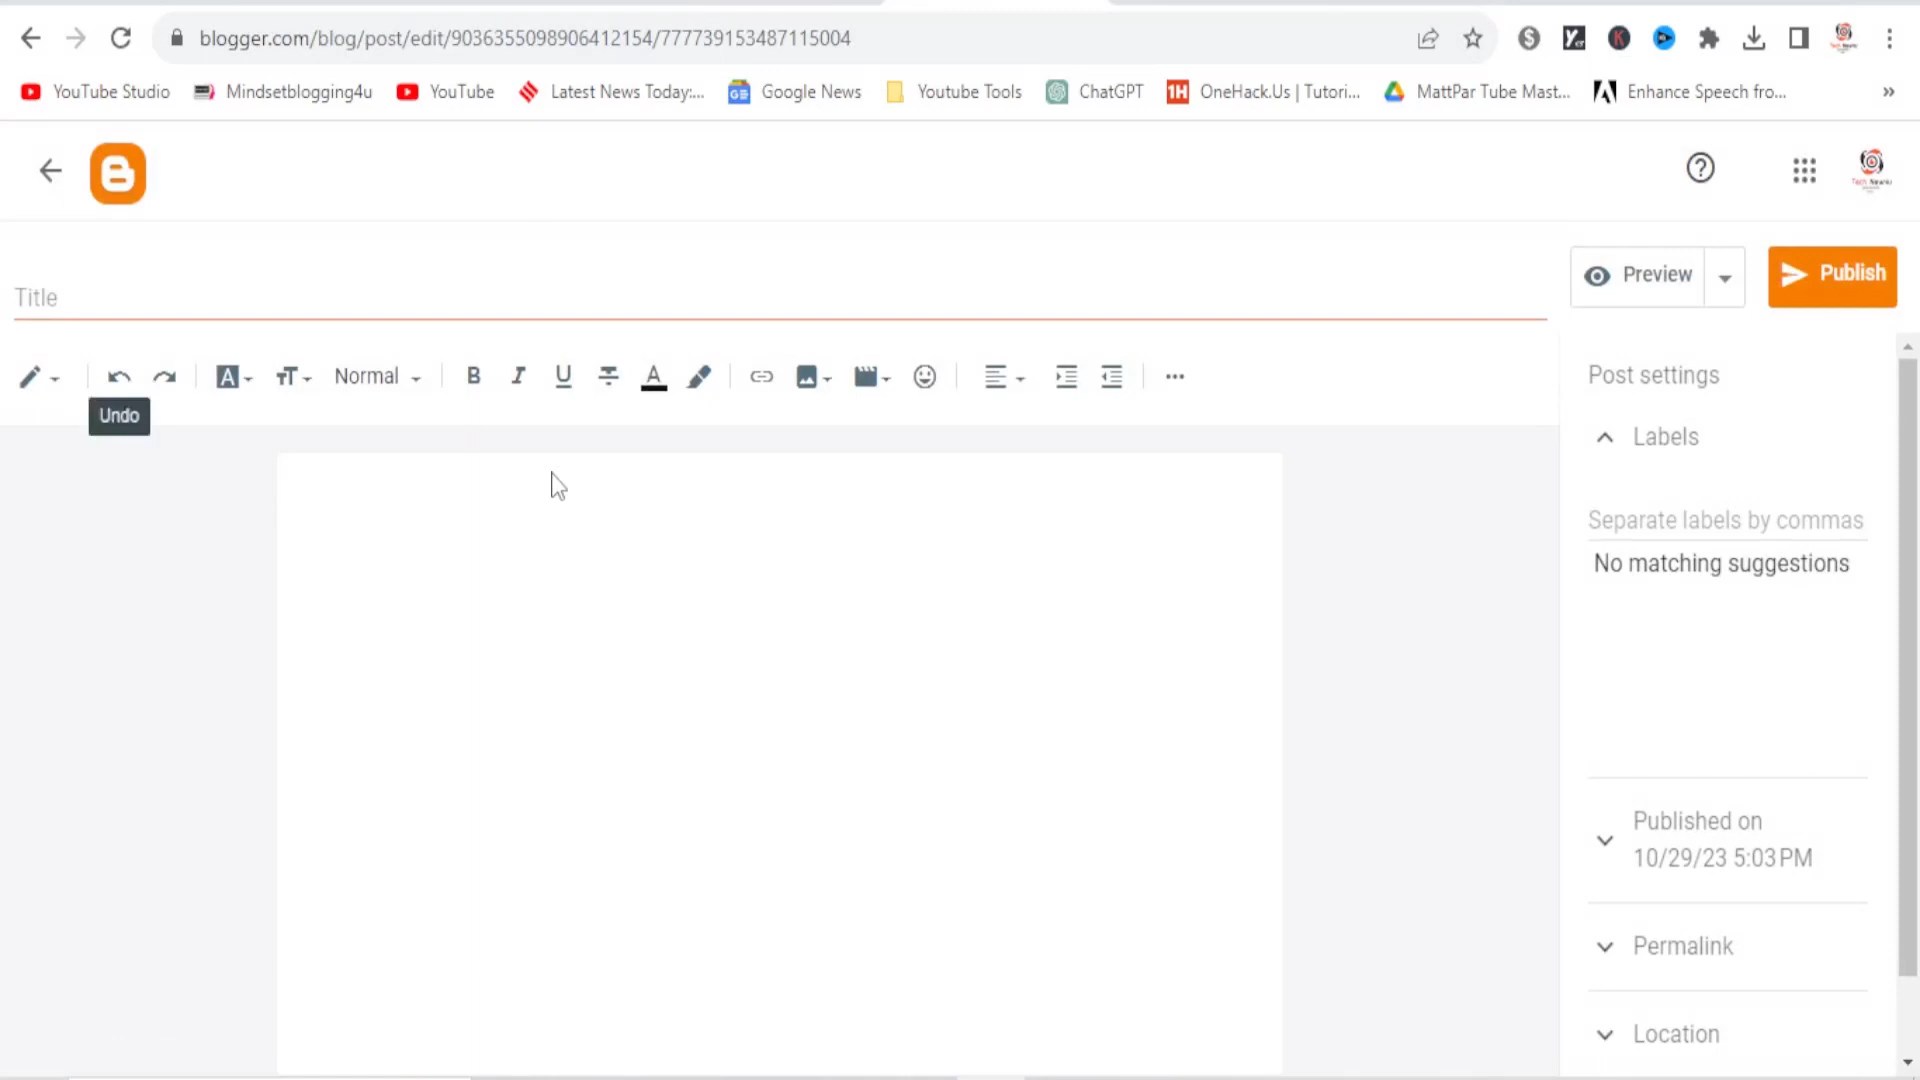 blogger.com/blog/post/edit/9036355098906412154/777739153487115004
YouTube Studio Mindsetblogging4u YouTube Latest News Today:... Google News Youtube Tools ChatGPT 1H OneHack.Us | Tutori... MattPar Tube Mast... Enhance Speech fro... »
Title
Preview
Publish
Normal
Undo
Post settings
Labels
Separate labels by commas
No matching suggestions
Published on
10/29/23 5:03 PM
Permalink
Location